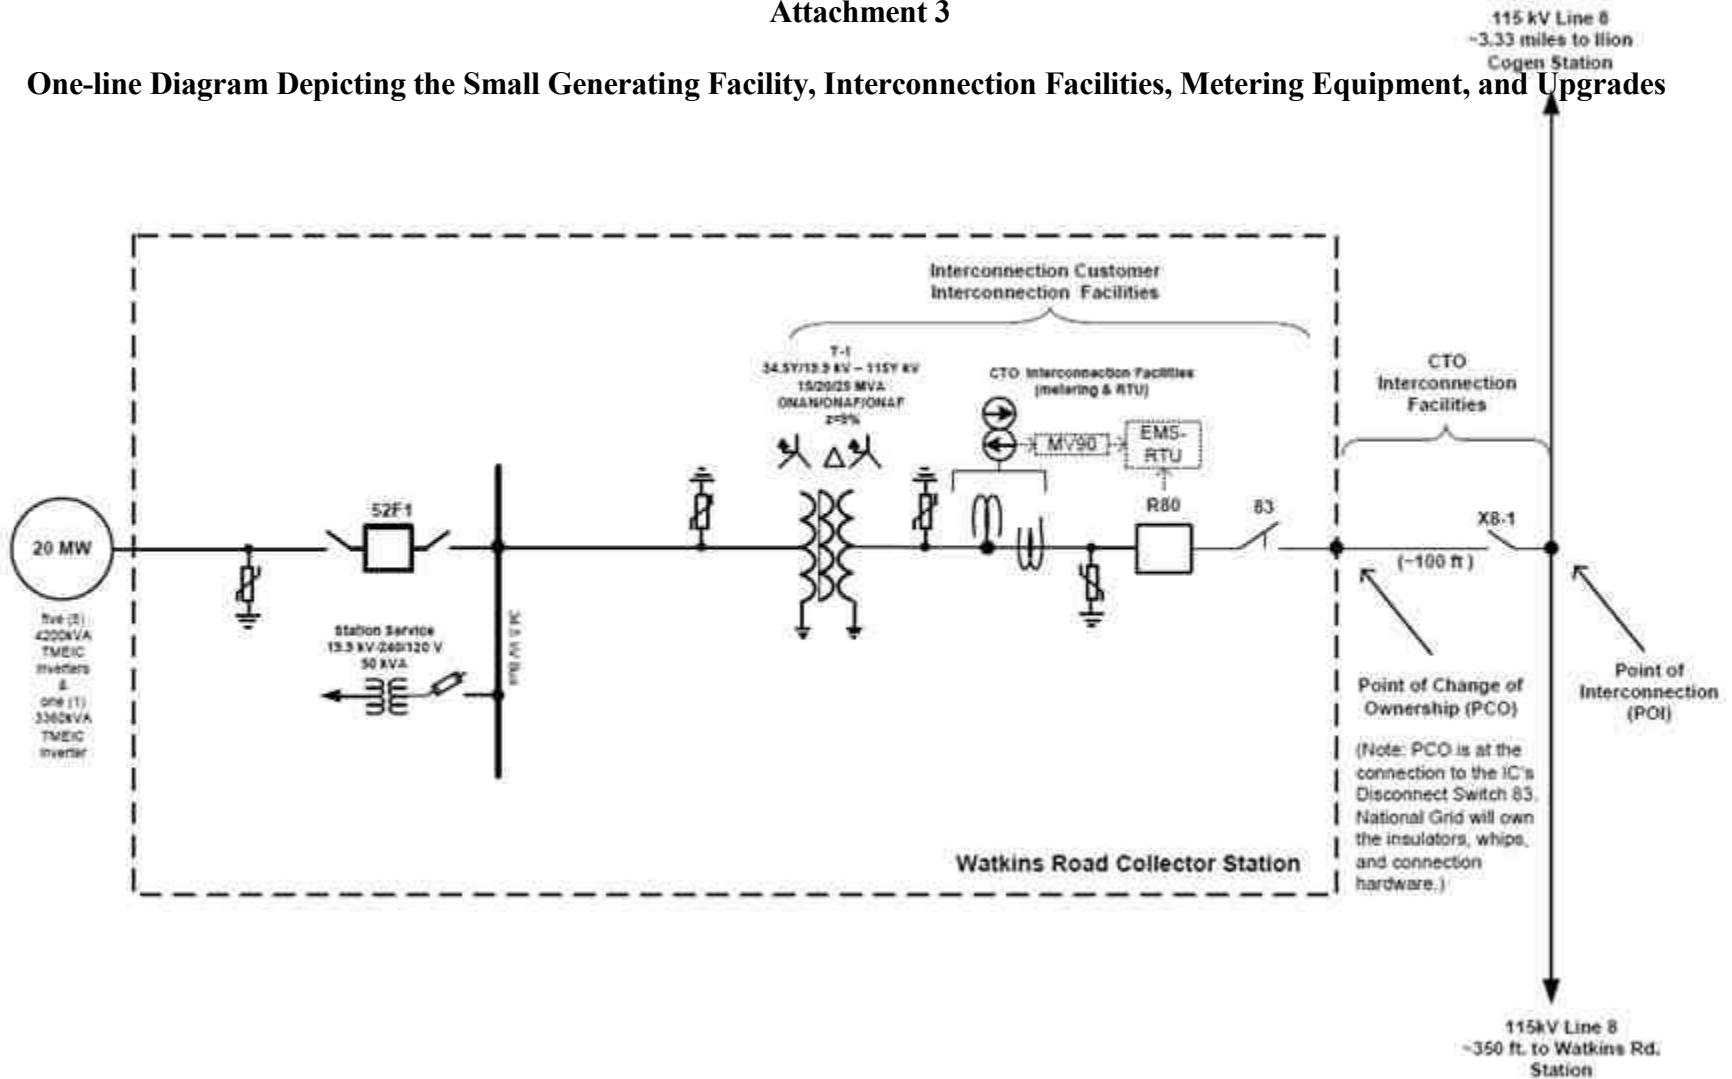 Attachment 3
One-line Diagram Depicting the Small Generating Facility, Interconnection Facilities, Metering Equipment, and Upgrades
115 kV Line 8
~3.33 miles to Ilion
Cogen Station
Interconnection Customer
Interconnection Facilities
T-1
34.5Y/19.9 kV – 115Y kV
15/20/25 MVA
ONAN/ONAF/ONAF
z=9%
CTO Interconnection Facilities
(metering & RTU)
MV90
EMS-
RTU
CTO
Interconnection
Facilities
52F1
R80
83
X8-1
20 MW
(~100 ft )
five (5)
4200kVA
TMEIC
inverters
&
one (1)
3360kVA
TMEIC
inverter
Station Service
19.9 kV-240/120 V
50 kVA
34.5 kV Bus
Point of Change of
Ownership (PCO)
(Note: PCO is at the
connection to the IC's
Disconnect Switch 83.
National Grid will own
the insulators, whips,
and connection
hardware.)
Point of
Interconnection
(POI)
Watkins Road Collector Station
115kV Line 8
~350 ft. to Watkins Rd.
Station